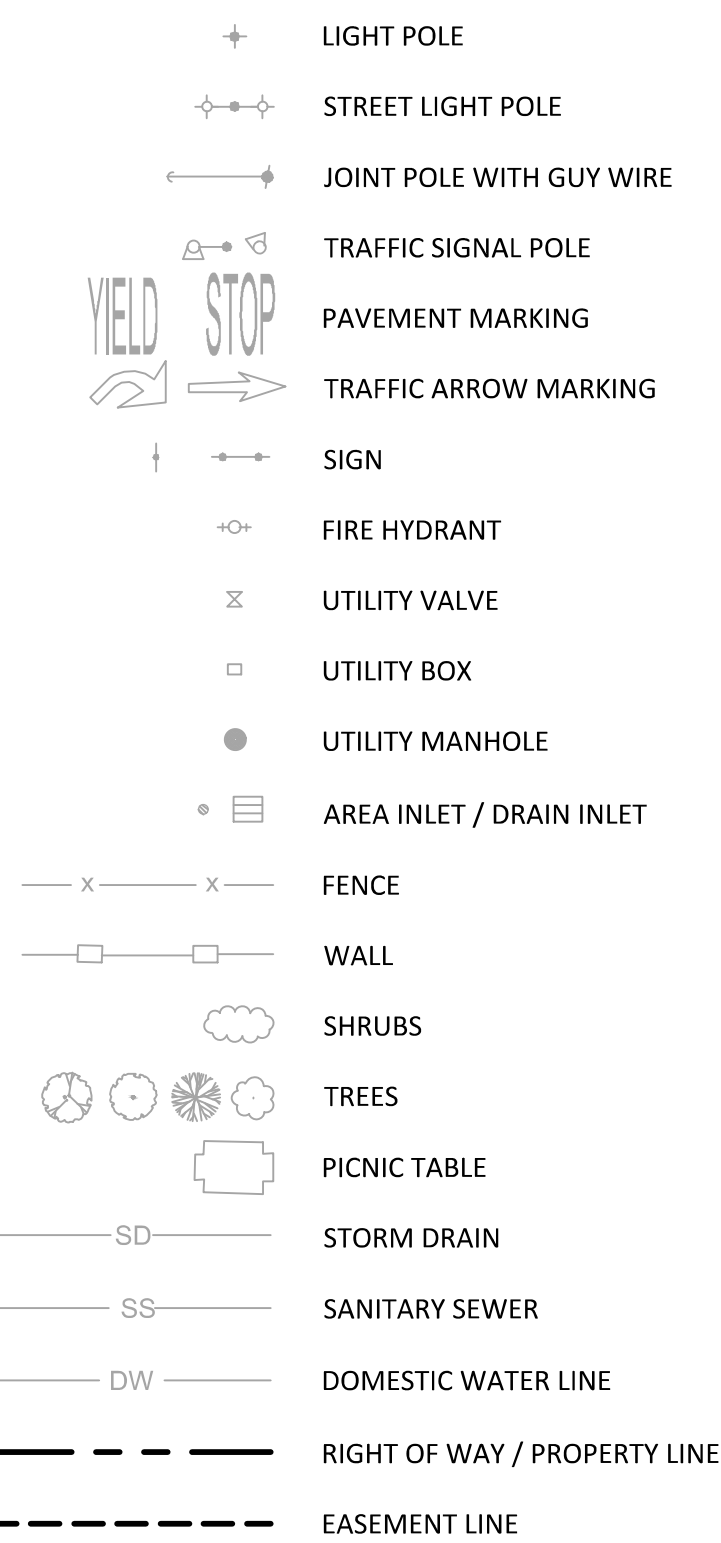 LIGHT POLE
STREET LIGHT POLE
JOINT POLE WITH GUY WIRE
TRAFFIC SIGNAL POLE
YIELD STOP PAVEMENT MARKING
TRAFFIC ARROW MARKING
SIGN
FIRE HYDRANT
UTILITY VALVE
UTILITY BOX
UTILITY MANHOLE
AREA INLET / DRAIN INLET
X X FENCE
WALL
SHRUBS
TREES
PICNIC TABLE
SD STORM DRAIN
SS SANITARY SEWER
DW DOMESTIC WATER LINE
RIGHT OF WAY / PROPERTY LINE
EASEMENT LINE